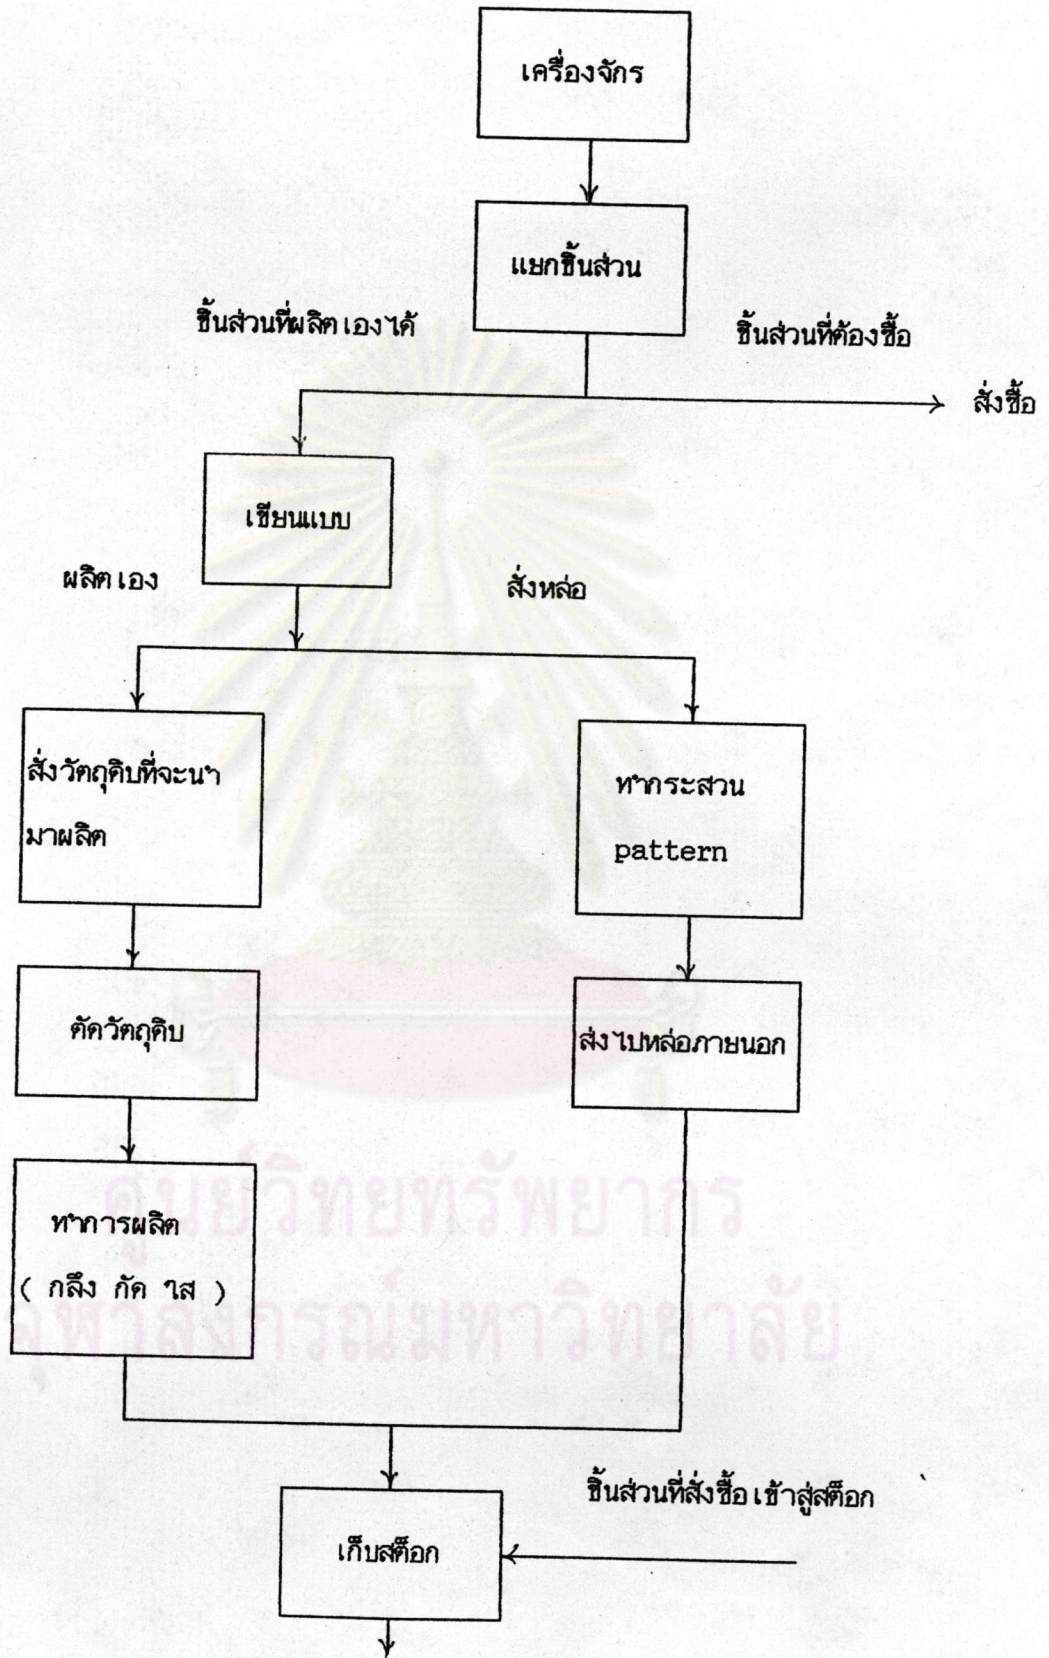 เครื่องจักร
แยกชิ้นส่วน
ชิ้นส่วนที่ผลิตเองได้
ชิ้นส่วนที่ต้องซื้อ
สั่งซื้อ
เขียนแบบ
ผลิตเอง
สั่งหล่อ
สั่งวัตถุดิบที่จะนำ
มาผลิต
ทำกระสวน
pattern
ตัดวัตถุดิบ
ส่งไปหล่อภายนอก
ทำการผลิต
( กลึง กัด ไส )
ศูนย์วิทยทรัพยากร
จุฬาลงกรณ์มหาวิทยาลัย
ชิ้นส่วนที่สั่งซื้อเข้าสู่สต็อก
เก็บสต็อก